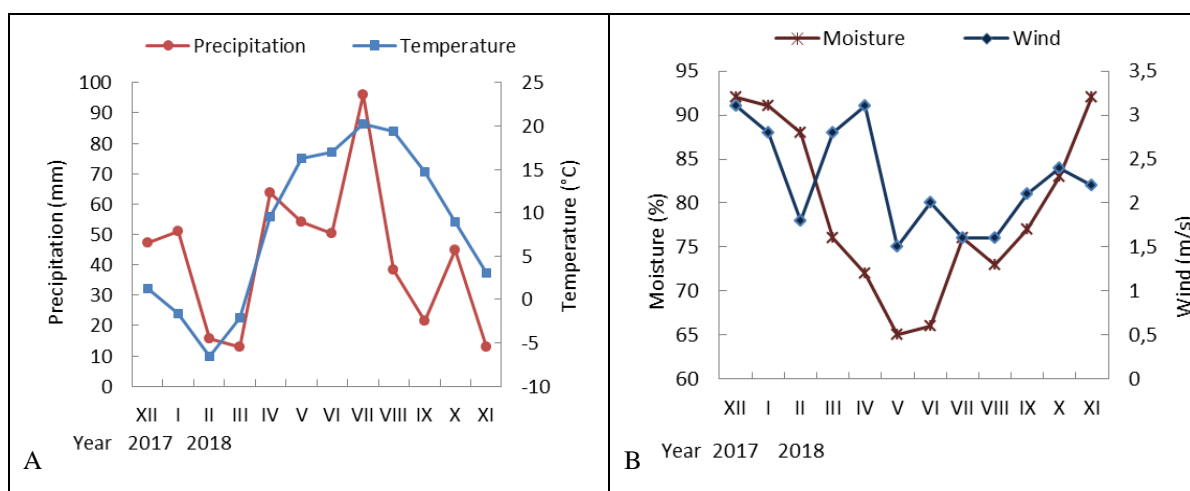 Precipitation Temperature
Precipitation (mm)
100
90
80
70
60
50
40
30
20
10
0
25
20
15
10
5
0
-5
-10
Temperature (°C)
XII I II III IV V VI VII VIII IX X XI
Year 2017 2018
A
Moisture Wind
Moisture (%)
95
90
85
80
75
70
65
60
3,5
3
2,5
2
1,5
1
0,5
0
Wind (m/s)
XII I II III IV V VI VII VIII IX X XI
Year 2017 2018
B